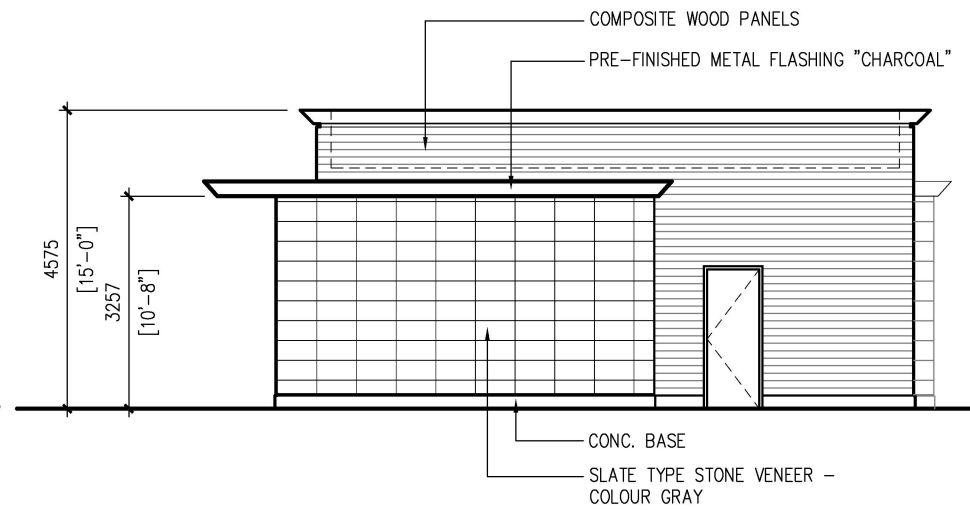 COMPOSITE WOOD PANELS
PRE-FINISHED METAL FLASHING "CHARCOAL"
4575
[15'-0"]
3257
[10'-8"]
CONC. BASE
SLATE TYPE STONE VENEER -
COLOUR GRAY